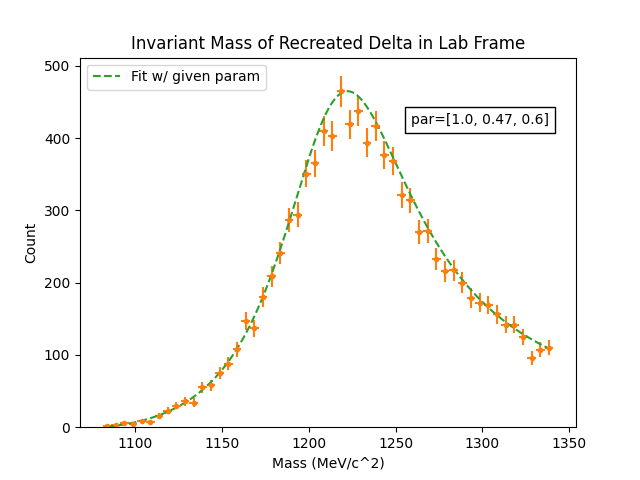 Invariant Mass of Recreated Delta in Lab Frame
Fit w/ given param
par=[1.0, 0.47, 0.6]
500
400
300
200
100
0
Count
1100 1150 1200 1250 1300 1350
Mass (MeV/c^2)